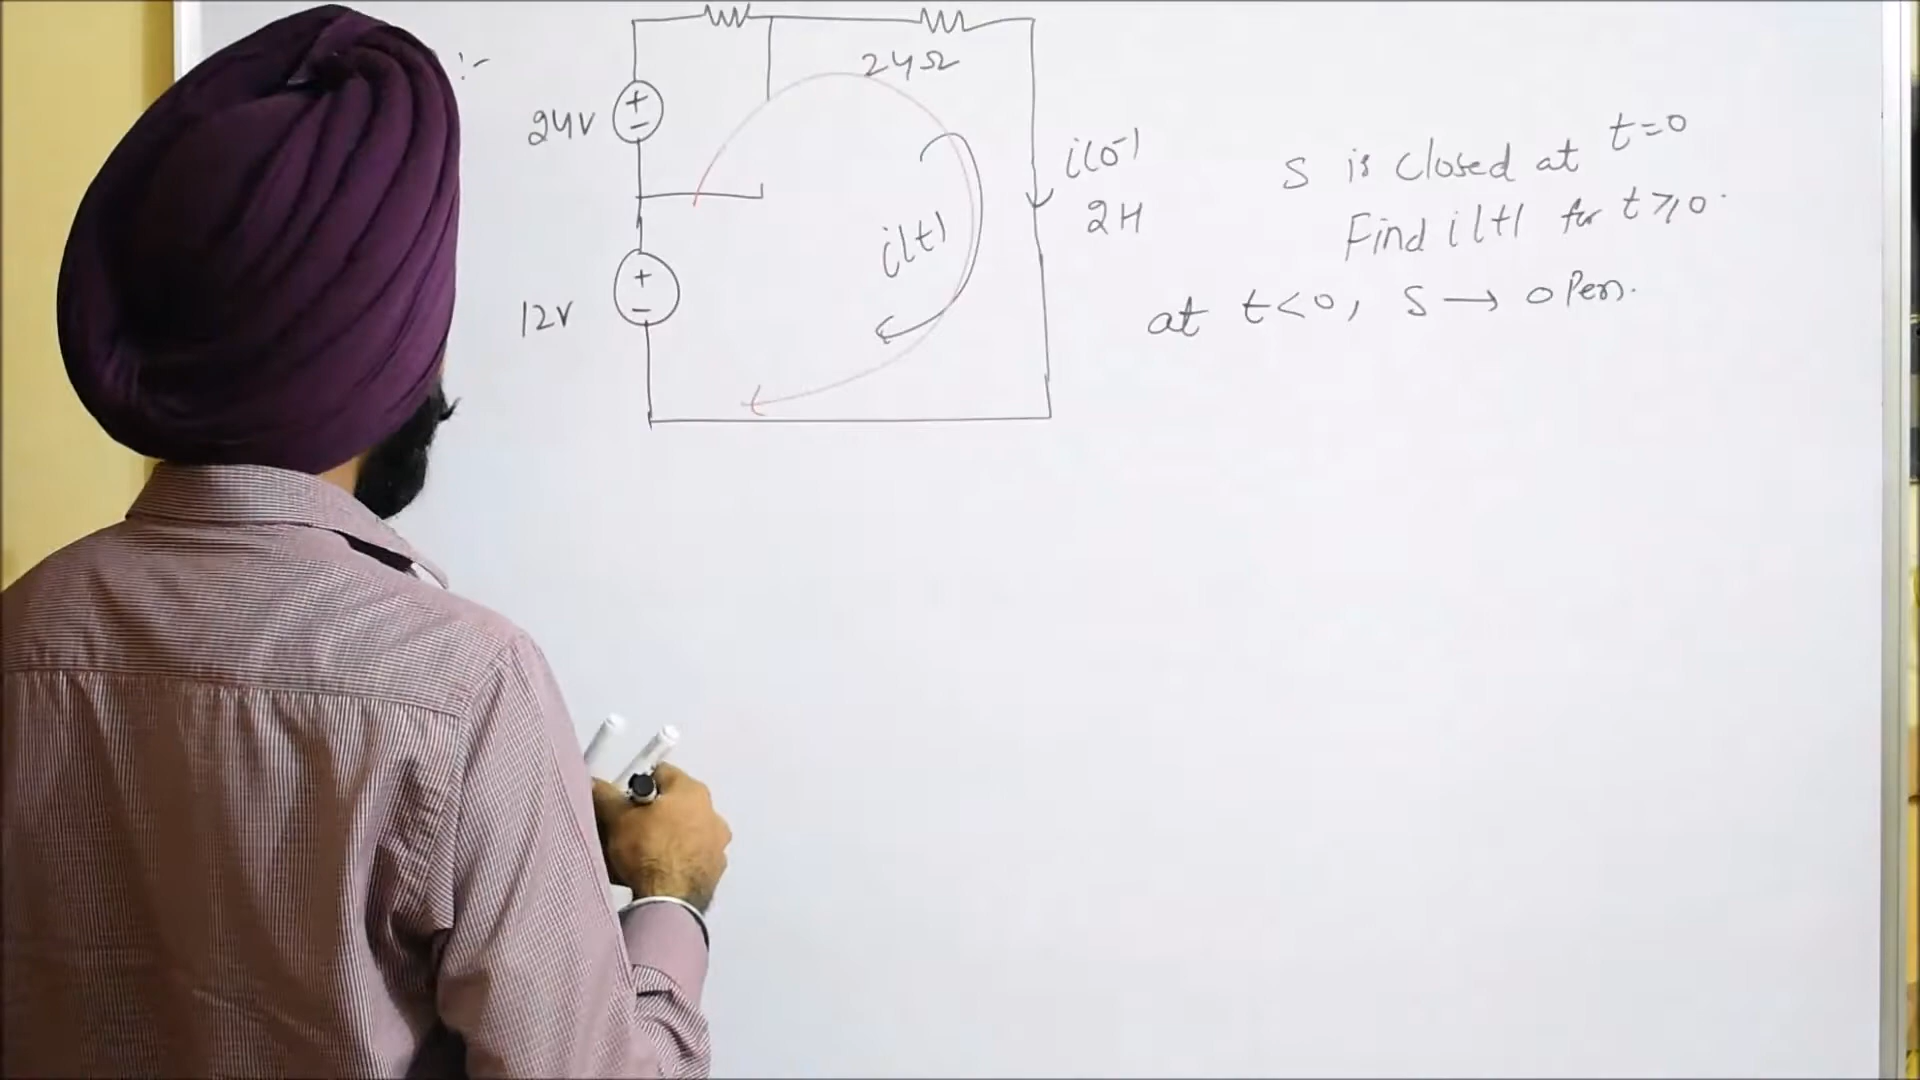 :-
24Ω
24V
i(0-)
2H
i(t)
12V
S is closed at t=0
Find i(t) for t≥0.
at t<0, S → open.